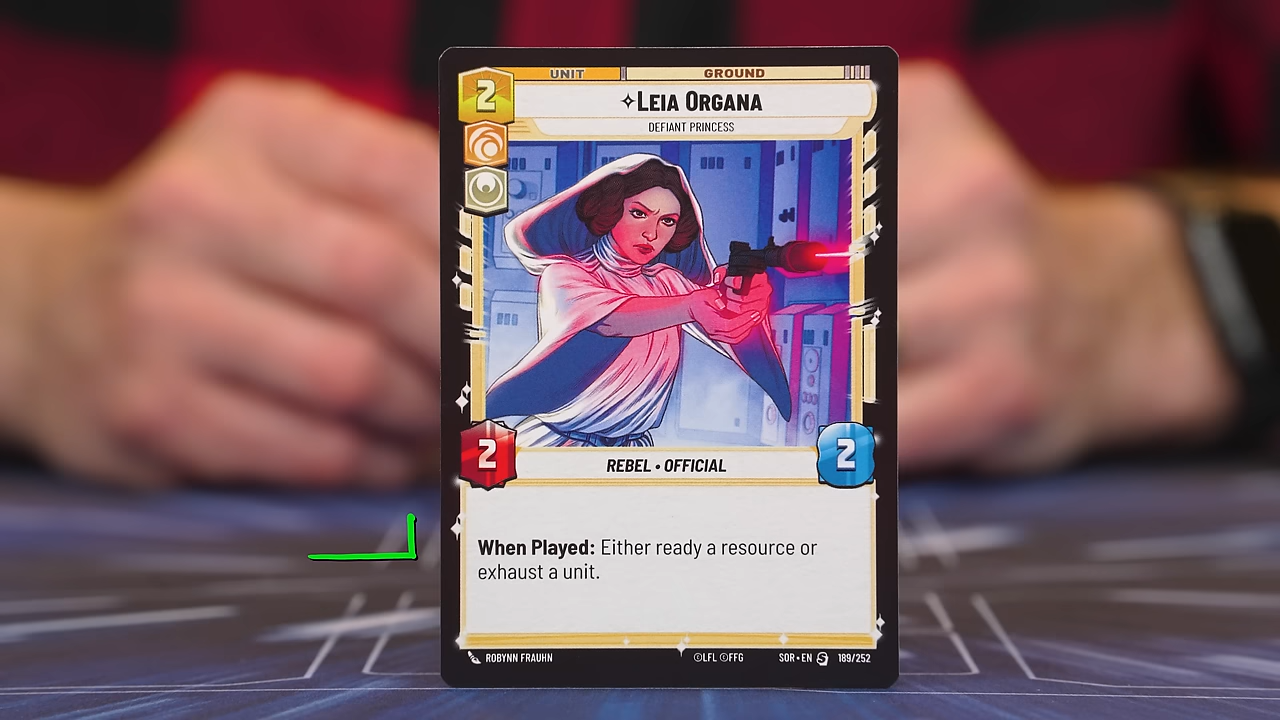 UNIT GROUND
2
✧LEIA ORGANA
DEFIANT PRINCESS
2
REBEL • OFFICIAL
2
When Played: Either ready a resource or
exhaust a unit.
ROBYNN FRAUHN ©LFL ©FFG SOR • EN 189/252